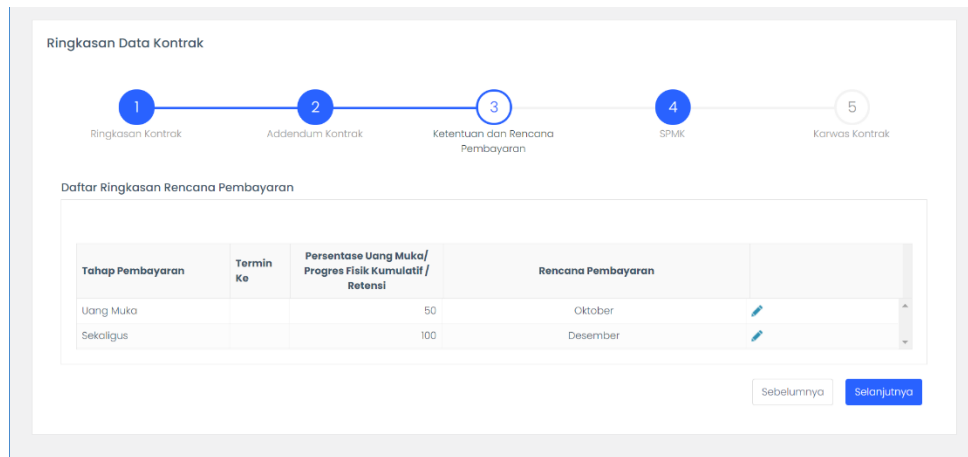 Ringkasan Data Kontrak
1
2
3
4
5
Ringkasan Kontrak
Addendum Kontrak
Ketentuan dan Rencana
Pembayaran
SPMK
Karwas Kontrak
Daftar Ringkasan Rencana Pembayaran
Tahap Pembayaran
Termin
Ke
Persentase Uang Muka/
Progres Fisik Kumulatif /
Retensi
Rencana Pembayaran
Uang Muka 50 Oktober
Sekaligus 100 Desember
Sebelumnya
Selanjutnya